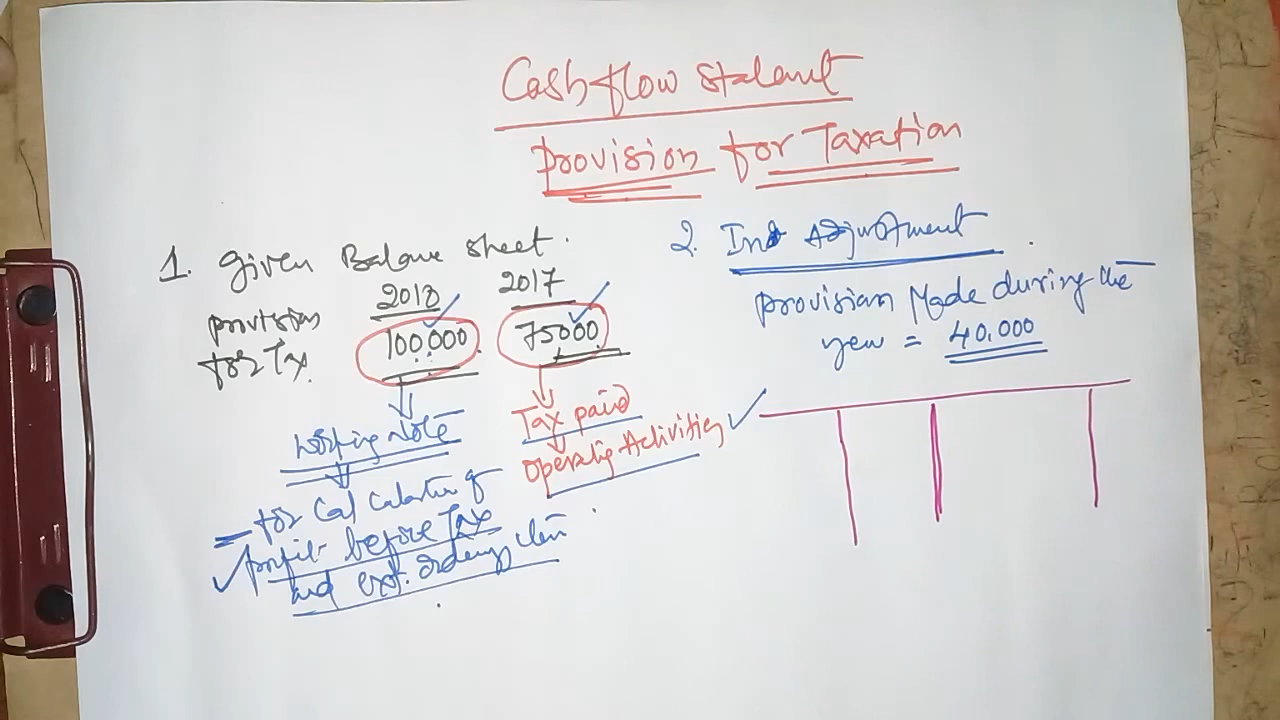 Cash flow Statement
Provision for Taxation
1. Given Balance Sheet.
2018 2017
provision for Tax. 100,000 75000
Working Note
Tax paid
Operating Activities
for Calculation of
profit before Tax
and ext. ordinary item
2. In Adjustment
provision Made during the
year = 40,000